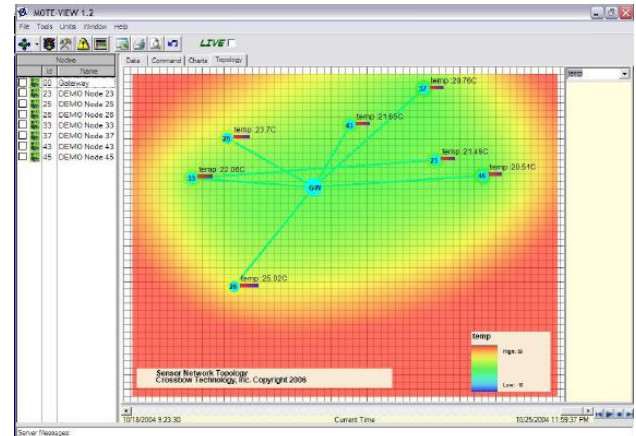 MOTE-VIEW 1.2
File Tools Units Window Help
LIVE
Nodes
Data Command Charts Topology
Id Name
00 Gateway
23 DEMO Node 23
25 DEMO Node 25
26 DEMO Node 26
33 DEMO Node 33
37 DEMO Node 37
43 DEMO Node 43
45 DEMO Node 45
temp
37 temp :20.76C
43 temp :21.65C
25 temp :23.7C
23 temp :21.49C
33 temp :22.06C
45 temp :20.51C
GW
26 temp :25.02C
temp
High:
Low:
Sensor Network Topology
Crossbow Technology, Inc. Copyright 2006
10/18/2004 9:23:30 Current Time 10/25/2004 11:59:37 PM
Server Messages: